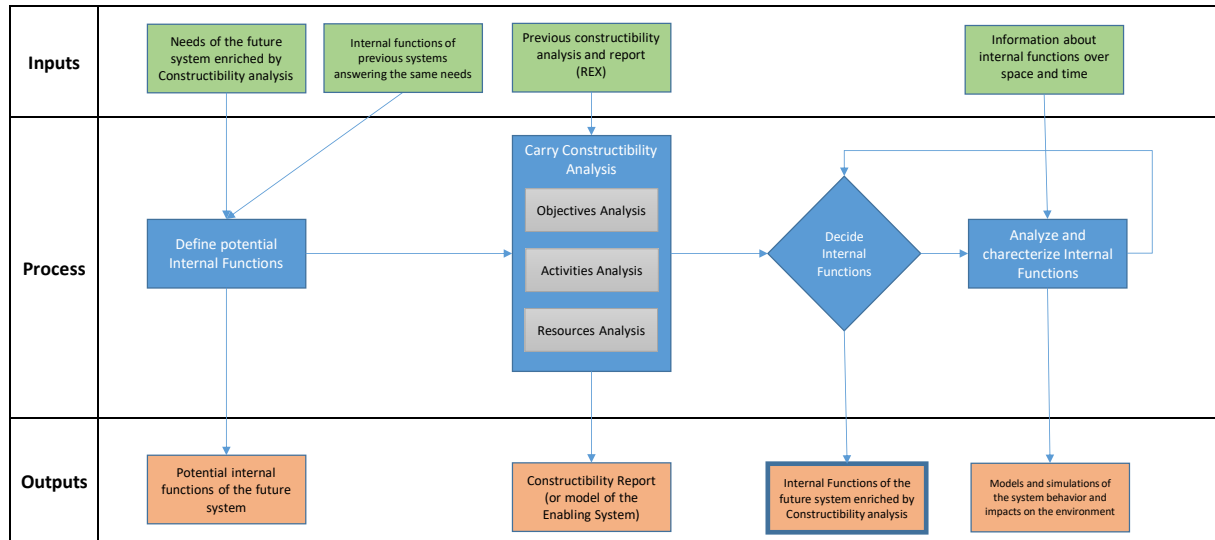 Inputs
Needs of the future
system enriched by
Constructibility analysis
Internal functions of
previous systems
answering the same needs
Previous constructibility
analysis and report
(REX)
Information about
internal functions over
space and time
Process
Define potential
Internal Functions
Carry Constructibility
Analysis
Objectives Analysis
Activities Analysis
Resources Analysis
Decide
Internal
Functions
Analyze and
charecterize Internal
Functions
Outputs
Potential internal
functions of the future
system
Constructibility Report
(or model of the
Enabling System)
Internal Functions of the
future system enriched by
Constructibility analysis
Models and simulations of
the system behavior and
impacts on the environment